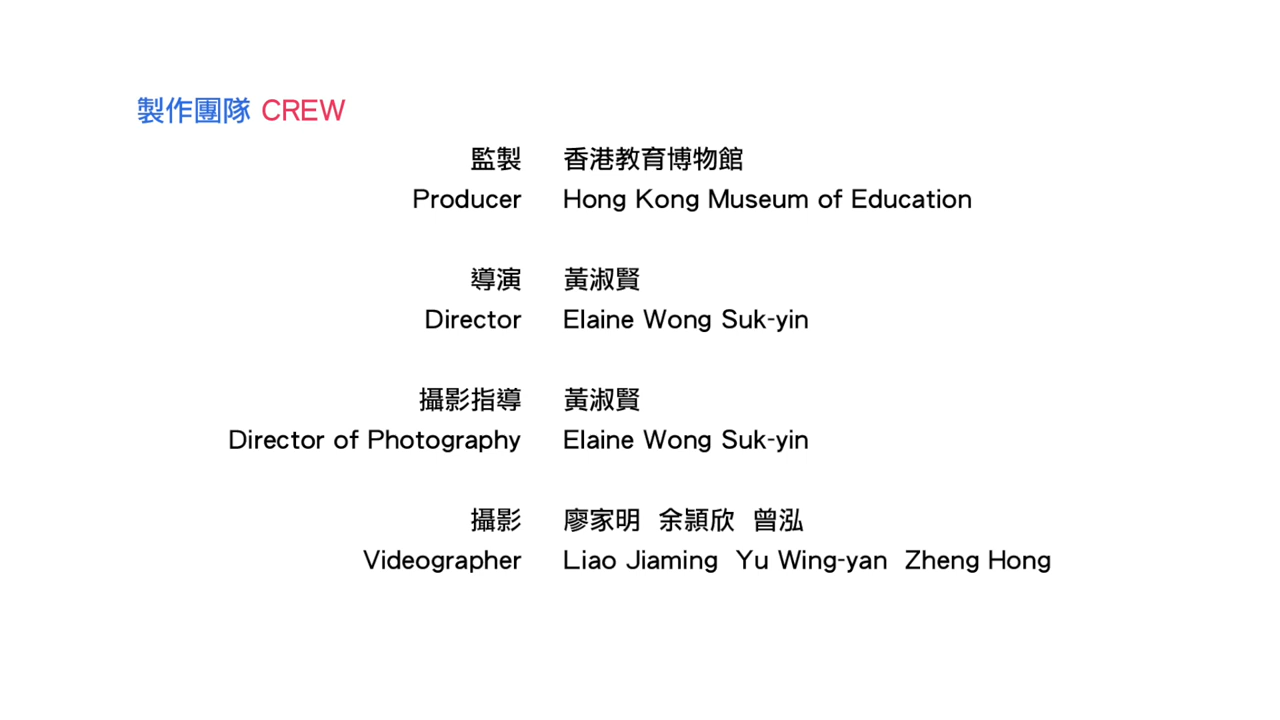 製作團隊 CREW
監製 香港教育博物館
Producer Hong Kong Museum of Education
導演 黃淑賢
Director Elaine Wong Suk-yin
攝影指導 黃淑賢
Director of Photography Elaine Wong Suk-yin
攝影 廖家明 余頴欣 曾泓
Videographer Liao Jiaming Yu Wing-yan Zheng Hong